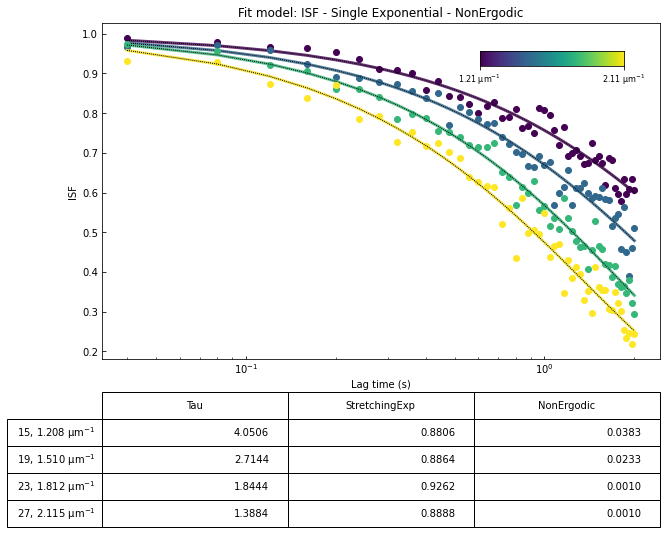 Fit model: ISF - Single Exponential - NonErgodic
1.0
0.9
0.8
0.7
0.6
0.5
0.4
0.3
0.2
ISF
1.21 μm⁻¹ 2.11 μm⁻¹
10⁻¹ 10⁰
Lag time (s)
Tau StretchingExp NonErgodic
15, 1.208 μm⁻¹ 4.0506 0.8806 0.0383
19, 1.510 μm⁻¹ 2.7144 0.8864 0.0233
23, 1.812 μm⁻¹ 1.8444 0.9262 0.0010
27, 2.115 μm⁻¹ 1.3884 0.8888 0.0010